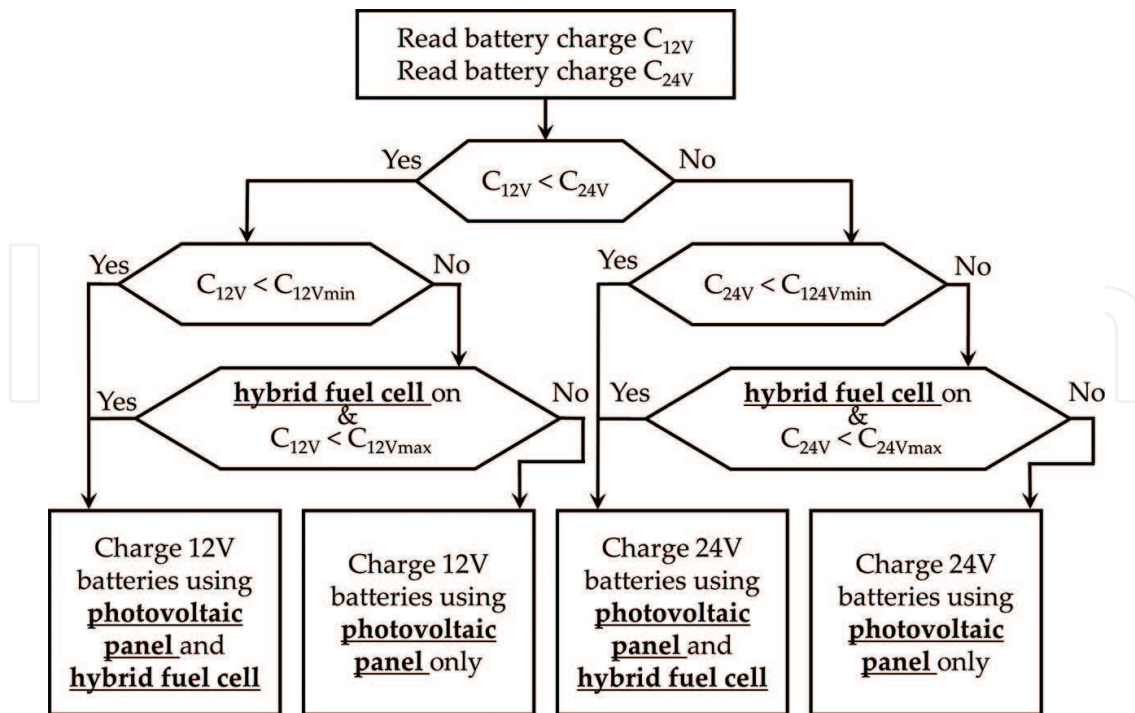 Read battery charge C12V
Read battery charge C24V
Yes
No
C12V < C24V
Yes
No
C12V < C12Vmin
Yes
No
C24V < C124Vmin
Yes
hybrid fuel cell on
&
C12V < C12Vmax
No
Yes
hybrid fuel cell on
&
C24V < C24Vmax
No
Charge 12V
batteries using
photovoltaic
panel and
hybrid fuel cell
Charge 12V
batteries using
photovoltaic
panel only
Charge 24V
batteries using
photovoltaic
panel and
hybrid fuel cell
Charge 24V
batteries using
photovoltaic
panel only